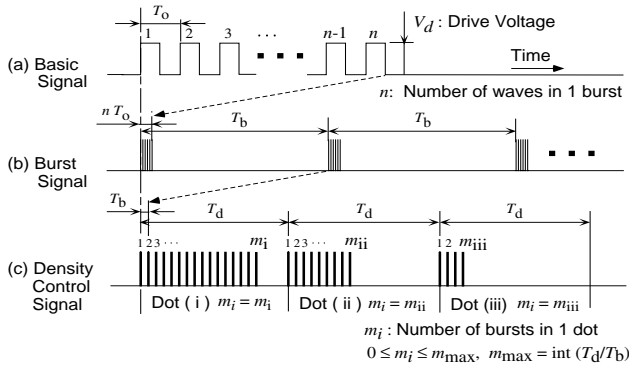 T_o
V_d : Drive Voltage
1 2 3 ··· n-1 n
(a) Basic Signal
Time
n: Number of waves in 1 burst
n T_o
T_b T_b
(b) Burst Signal
T_b
T_d T_d T_d
1 2 3 ··· m_i 1 2 3 ··· m_ii 1 2 m_iii
(c) Density Control Signal
Dot ( i ) m_i = m_i Dot ( ii ) m_i = m_ii Dot (iii) m_i = m_iii
m_i : Number of bursts in 1 dot
0 ≤ m_i ≤ m_max, m_max = int (T_d/T_b)